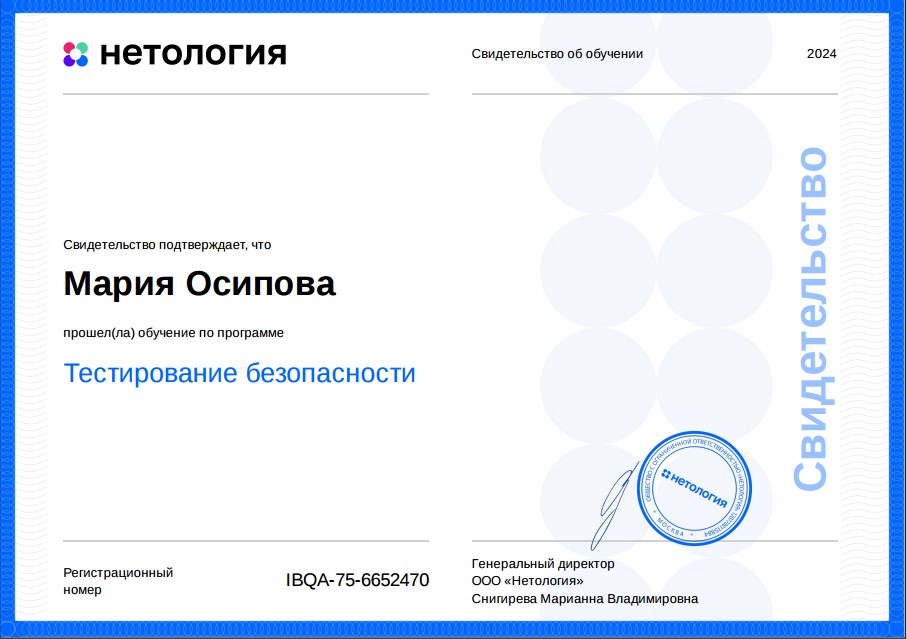 нетология
Свидетельство об обучении
2024
Свидетельство подтверждает, что
Мария Осипова
прошел(ла) обучение по программе
Тестирование безопасности
Свидетельство
ОБЩЕСТВО С ОГРАНИЧЕННОЙ ОТВЕТСТВЕННОСТЬЮ «НЕТОЛОГИЯ»
* МОСКВА *
нетология
Регистрационный
номер
IBQA-75-6652470
Генеральный директор
ООО «Нетология»
Снигирева Марианна Владимировна